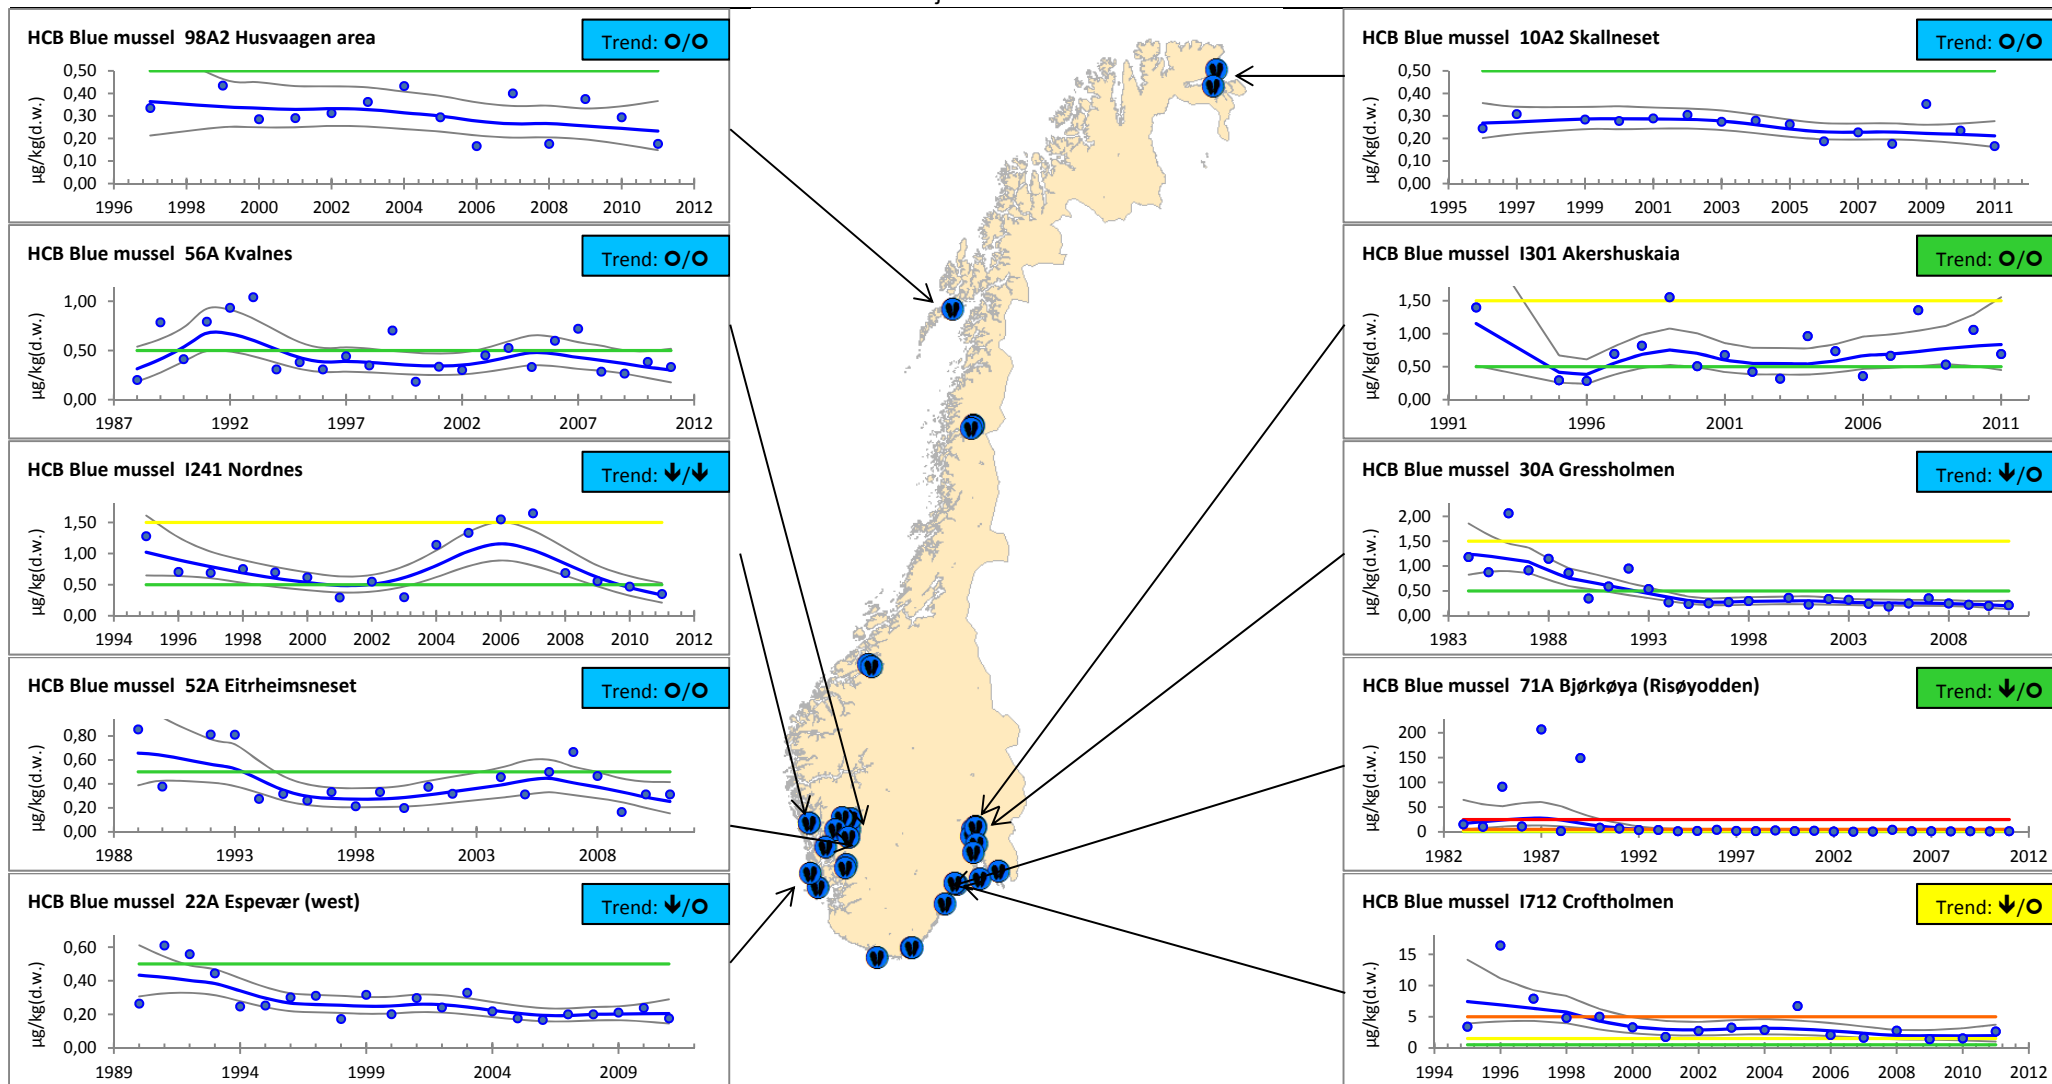 HCB Blue mussel 98A2 Husvaagen area
Trend: O/O
µg/kg(d.w.)
0,50
0,40
0,30
0,20
0,10
0,00
1996 1998 2000 2002 2004 2006 2008 2010 2012
HCB Blue mussel 56A Kvalnes
Trend: O/O
µg/kg(d.w.)
1,00
0,50
0,00
1987 1992 1997 2002 2007 2012
HCB Blue mussel I241 Nordnes
Trend: ↓/↓
µg/kg(d.w.)
1,50
1,00
0,50
0,00
1994 1996 1998 2000 2002 2004 2006 2008 2010 2012
HCB Blue mussel 52A Eitrheimsneset
Trend: O/O
µg/kg(d.w.)
0,80
0,60
0,40
0,20
0,00
1988 1993 1998 2003 2008
HCB Blue mussel 22A Espevær (west)
Trend: ↓/O
µg/kg(d.w.)
0,60
0,40
0,20
0,00
1989 1994 1999 2004 2009
HCB Blue mussel 10A2 Skallneset
Trend: O/O
µg/kg(d.w.)
0,50
0,40
0,30
0,20
0,10
0,00
1995 1997 1999 2001 2003 2005 2007 2009 2011
HCB Blue mussel I301 Akershuskaia
Trend: O/O
µg/kg(d.w.)
1,50
1,00
0,50
0,00
1991 1996 2001 2006 2011
HCB Blue mussel 30A Gressholmen
Trend: ↓/O
µg/kg(d.w.)
2,00
1,50
1,00
0,50
0,00
1983 1988 1993 1998 2003 2008
HCB Blue mussel 71A Bjørkøya (Risøyodden)
Trend: ↓/O
µg/kg(d.w.)
200
150
100
50
0
1982 1987 1992 1997 2002 2007 2012
HCB Blue mussel I712 Croftholmen
Trend: ↓/O
µg/kg(d.w.)
15
10
5
0
1994 1996 1998 2000 2002 2004 2006 2008 2010 2012